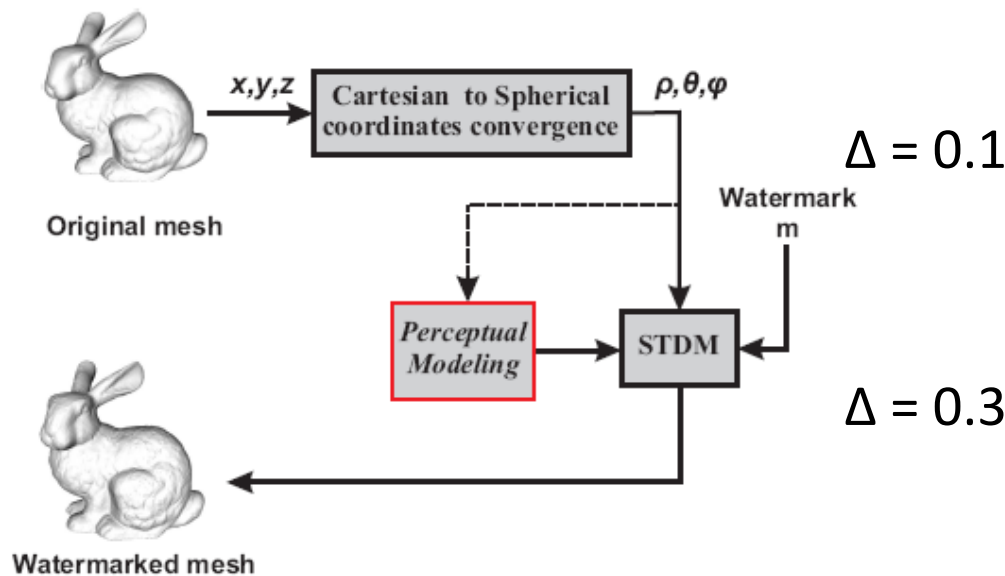 x,y,z
Cartesian to Spherical
coordinates convergence
ρ,θ,φ
Δ = 0.1
Original mesh
Watermark
m
Perceptual
Modeling
STDM
Δ = 0.3
Watermarked mesh